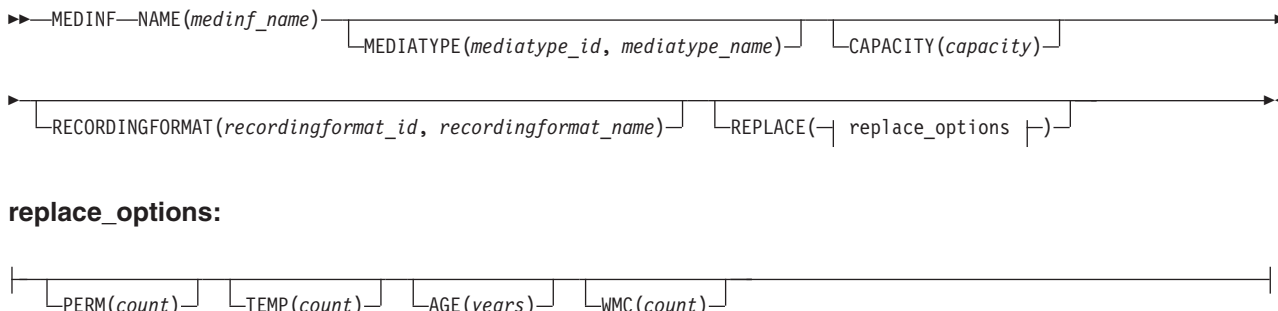 MEDINF NAME(medinf_name)
MEDIATYPE(mediatype_id, mediatype_name) CAPACITY(capacity)
RECORDINGFORMAT(recordingformat_id, recordingformat_name) REPLACE( replace_options )
replace_options:
PERM(count) TEMP(count) AGE(years) WMC(count)